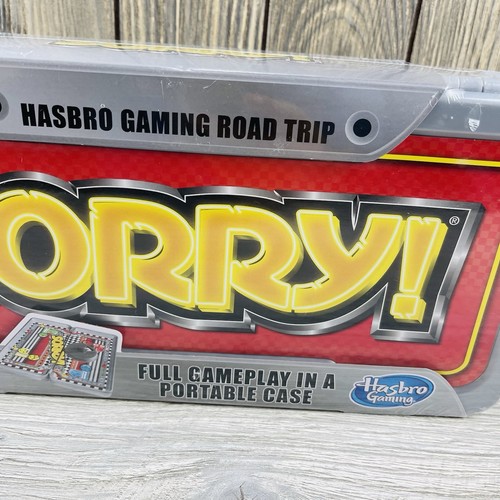 HASBRO GAMING ROAD TRIP
ORRY!®
FULL GAMEPLAY IN A
PORTABLE CASE
Hasbro
Gaming